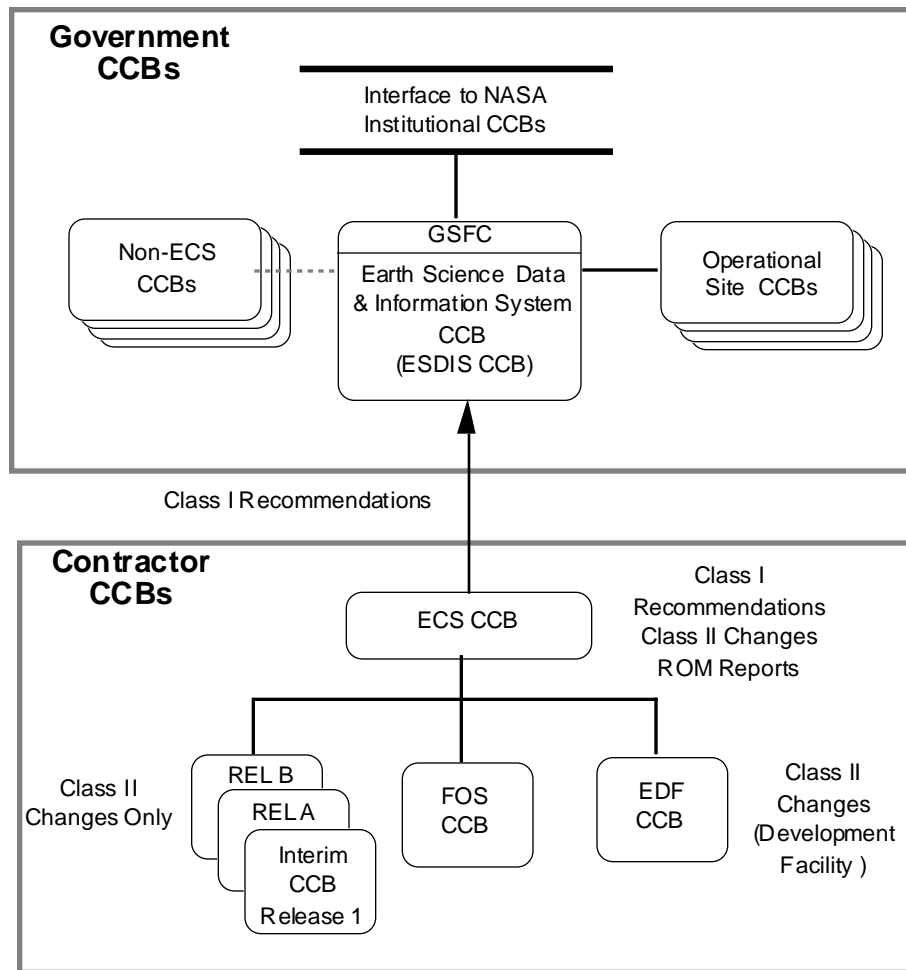 Government
CCBs
Interface to NASA
Institutional CCBs
Non-ECS
CCBs
GSFC
Earth Science Data
& Information System
CCB
(ESDIS CCB)
Operational
Site CCBs
Class I Recommendations
Contractor
CCBs
ECS CCB
Class I
Recommendations
Class II Changes
ROM Reports
Class II
Changes Only
REL B
REL A
Interim
CCB
Release 1
FOS
CCB
EDF
CCB
Class II
Changes
(Development
Facility )